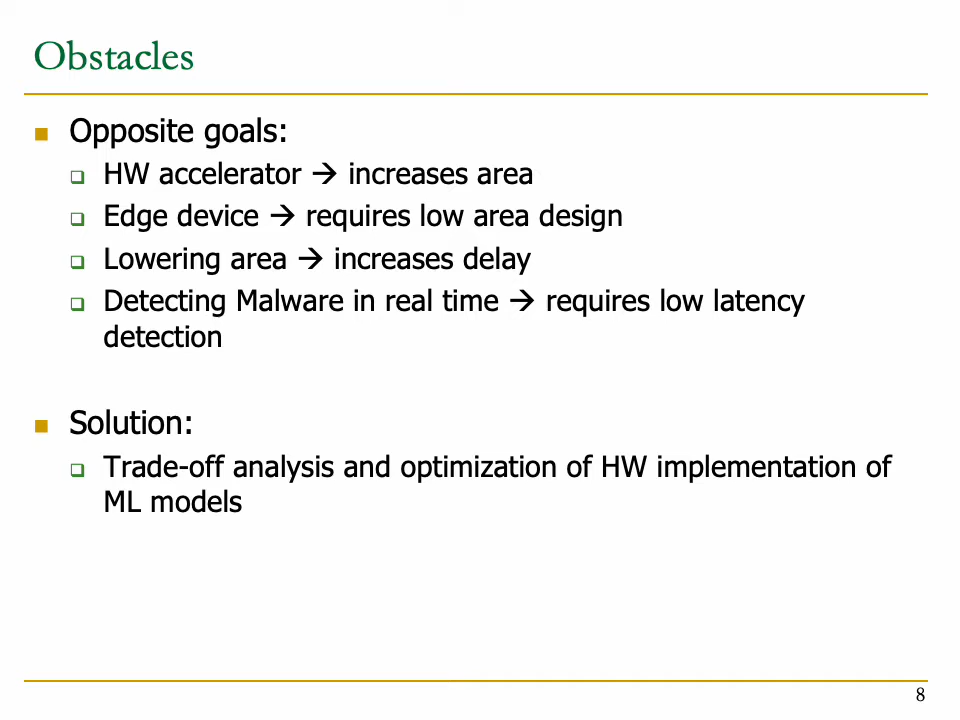 Obstacles
Opposite goals:
HW accelerator → increases area
Edge device → requires low area design
Lowering area → increases delay
Detecting Malware in real time → requires low latency
detection
Solution:
Trade-off analysis and optimization of HW implementation of
ML models
8